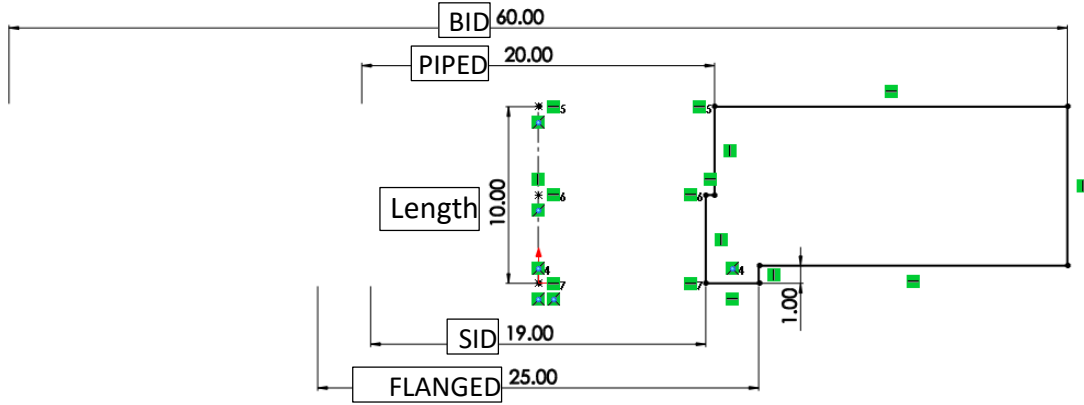 BID 60.00
PIPED 20.00
5 5
Length 10.00
6 6
4 4
7 7
1.00
SID 19.00
FLANGED 25.00